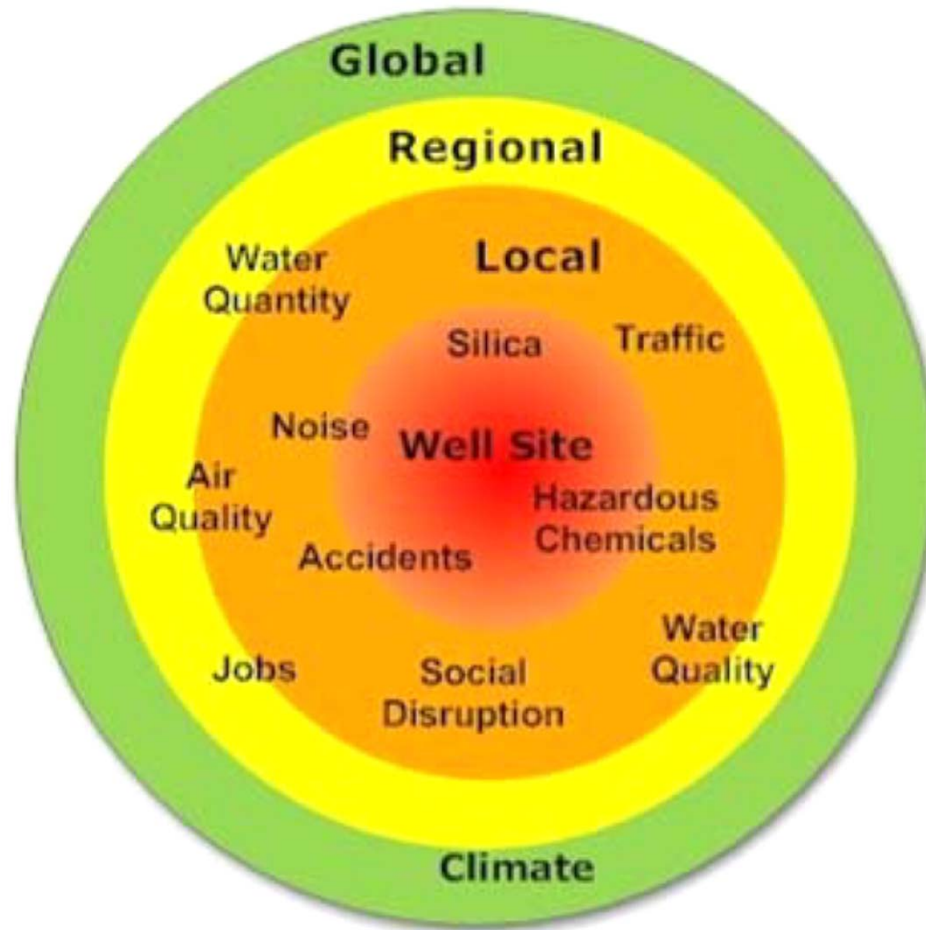 Global
Regional
Local
Water
Quantity
Silica
Traffic
Noise
Well Site
Air
Quality
Hazardous
Chemicals
Accidents
Water
Quality
Jobs
Social
Disruption
Climate